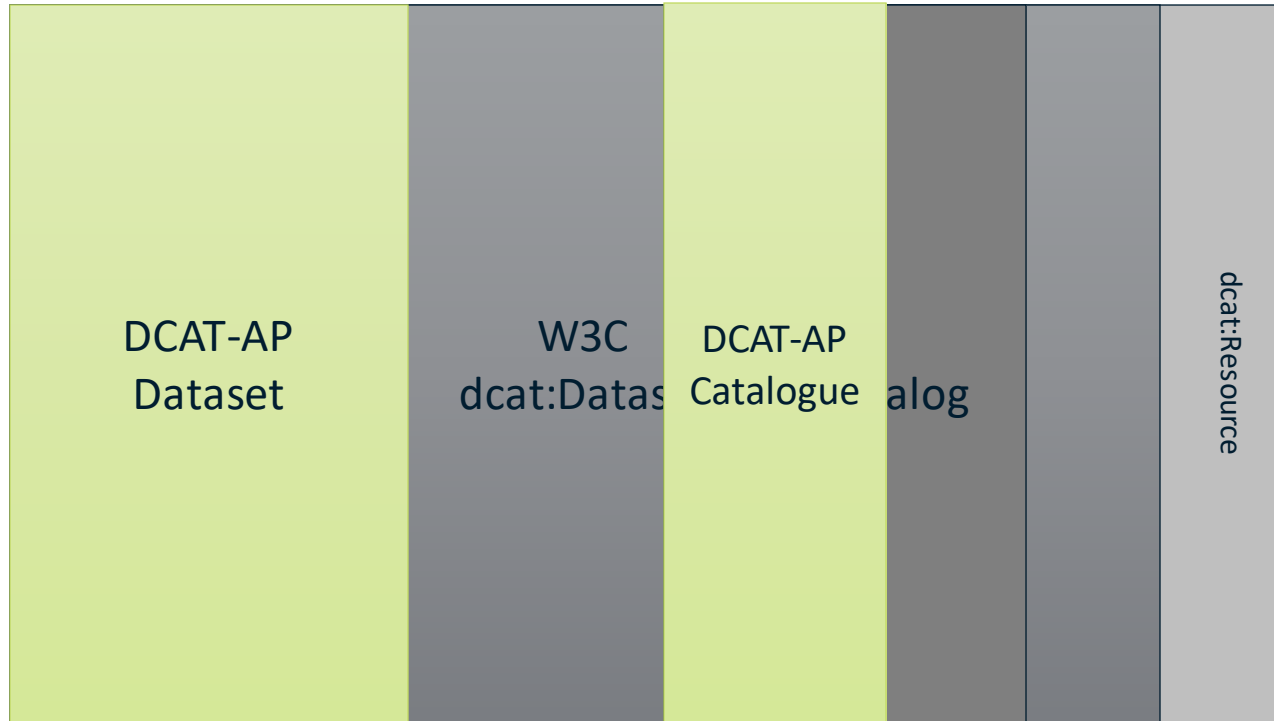 DCAT-AP
Dataset
W3C
dcat:Datas
DCAT-AP
Catalogue
alog
dcat:Resource